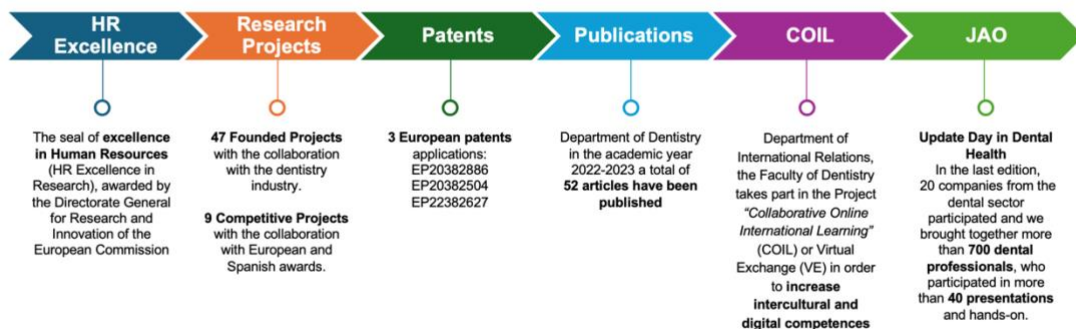 HR
Excellence
Research
Projects
Patents
Publications
COIL
JAO
The seal of excellence
in Human Resources
(HR Excellence in
Research), awarded by
the Directorate General
for Research and
Innovation of the
European Commission
47 Founded Projects
with the collaboration
with the dentistry
industry.
9 Competitive Projects
with the collaboration
with European and
Spanish awards.
3 European patents
applications:
EP20382886
EP20382504
EP22382627
Department of Dentistry
in the academic year
2022-2023 a total of
52 articles have been
published
Department of
International Relations,
the Faculty of Dentistry
takes part in the Project
“Collaborative Online
International Learning”
(COIL) or Virtual
Exchange (VE) in order
to increase
intercultural and
digital competences
Update Day in Dental
Health
In the last edition,
20 companies from the
dental sector
participated and we
brought together more
than 700 dental
professionals, who
participated in more
than 40 presentations
and hands-on.